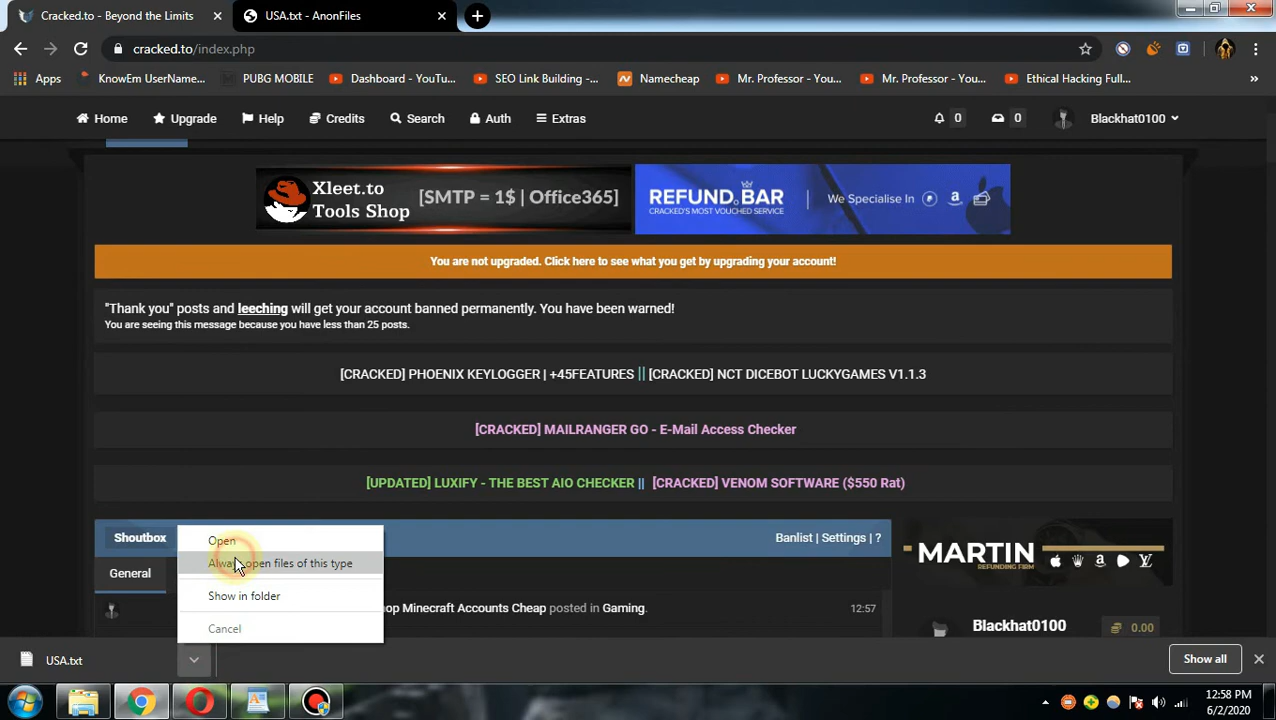 Cracked.to - Beyond the Limits
USA.txt - AnonFiles
cracked.to/index.php
Apps
KnowEm UserName...
PUBG MOBILE
Dashboard - YouTu...
SEO Link Building -...
Namecheap
Mr. Professor - You...
Mr. Professor - You...
Ethical Hacking Full...
Home
Upgrade
Help
Credits
Search
Auth
Extras
0
0
Blackhat0100
Xleet.to
Tools Shop
[SMTP = 1$ | Office365]
REFUND.BAR
CRACKED'S MOST VOUCHED SERVICE
We Specialise In
You are not upgraded. Click here to see what you get by upgrading your account!
"Thank you" posts and leeching will get your account banned permanently. You have been warned!
You are seeing this message because you have less than 25 posts.
[CRACKED] PHOENIX KEYLOGGER | +45FEATURES || [CRACKED] NCT DICEBOT LUCKYGAMES V1.1.3
[CRACKED] MAILRANGER GO - E-Mail Access Checker
[UPDATED] LUXIFY - THE BEST AIO CHECKER || [CRACKED] VENOM SOFTWARE ($550 Rat)
Shoutbox
Banlist | Settings | ?
General
Open
Always open files of this type
Show in folder
Cancel
op Minecraft Accounts Cheap posted in Gaming.
12:57
MARTIN
REFUNDING FIRM
Blackhat0100
0.00
USA.txt
Show all
12:58 PM
6/2/2020